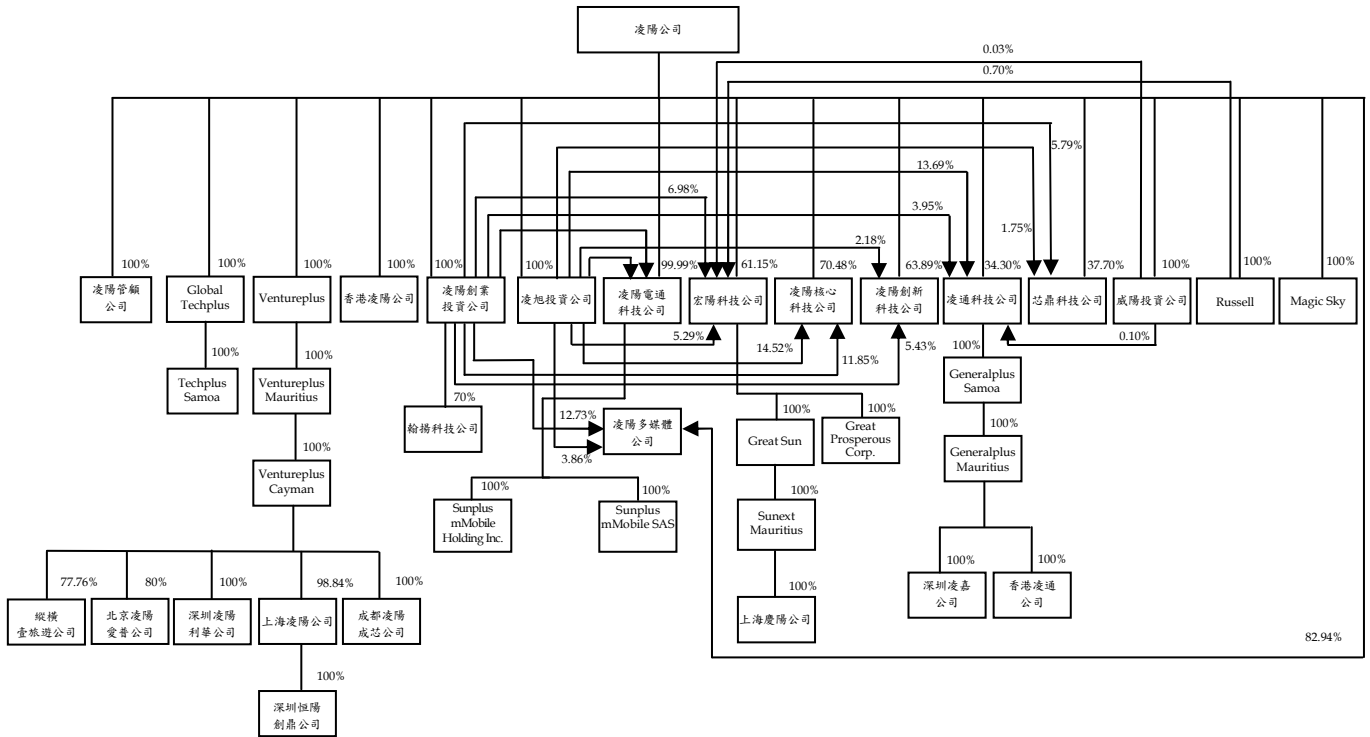 凌陽公司
0.03%
0.70%
5.79%
13.69%
6.98%
3.95%
1.75%
2.18%
100%
100%
100%
100%
100%
100%
99.99%
61.15%
70.48%
63.89%
34.30%
37.70%
100%
100%
100%
凌陽管顧
公司
Global
Techplus
Ventureplus
香港凌陽公司
凌陽創業
投資公司
凌旭投資公司
凌陽電通
科技公司
宏陽科技公司
凌陽核心
科技公司
凌陽創新
科技公司
凌通科技公司
芯鼎科技公司
威陽投資公司
Russell
Magic Sky
5.29%
14.52%
11.85%
5.43%
0.10%
100%
100%
100%
Techplus
Samoa
Ventureplus
Mauritius
Generalplus
Samoa
70%
翰揚科技公司
12.73%
3.86%
凌陽多媒體
公司
100%
100%
Great Sun
Great
Prosperous
Corp.
100%
Generalplus
Mauritius
100%
Ventureplus
Cayman
100%
100%
Sunplus
mMobile
Holding Inc.
Sunplus
mMobile SAS
100%
Sunext
Mauritius
77.76%
80%
100%
98.84%
100%
縱橫
壹旅遊公司
北京凌陽
愛普公司
深圳凌陽
利華公司
上海凌陽公司
成都凌陽
成芯公司
100%
上海慶陽公司
100%
100%
深圳凌嘉
公司
香港凌通
公司
82.94%
100%
深圳恒陽
創鼎公司